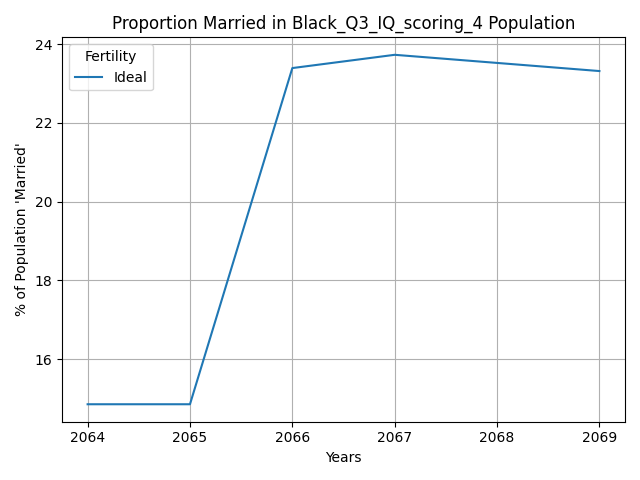 Proportion Married in Black_Q3_IQ_scoring_4 Population
24
22
20
18
16
% of Population 'Married'
Fertility
Ideal
2064 2065 2066 2067 2068 2069
Years